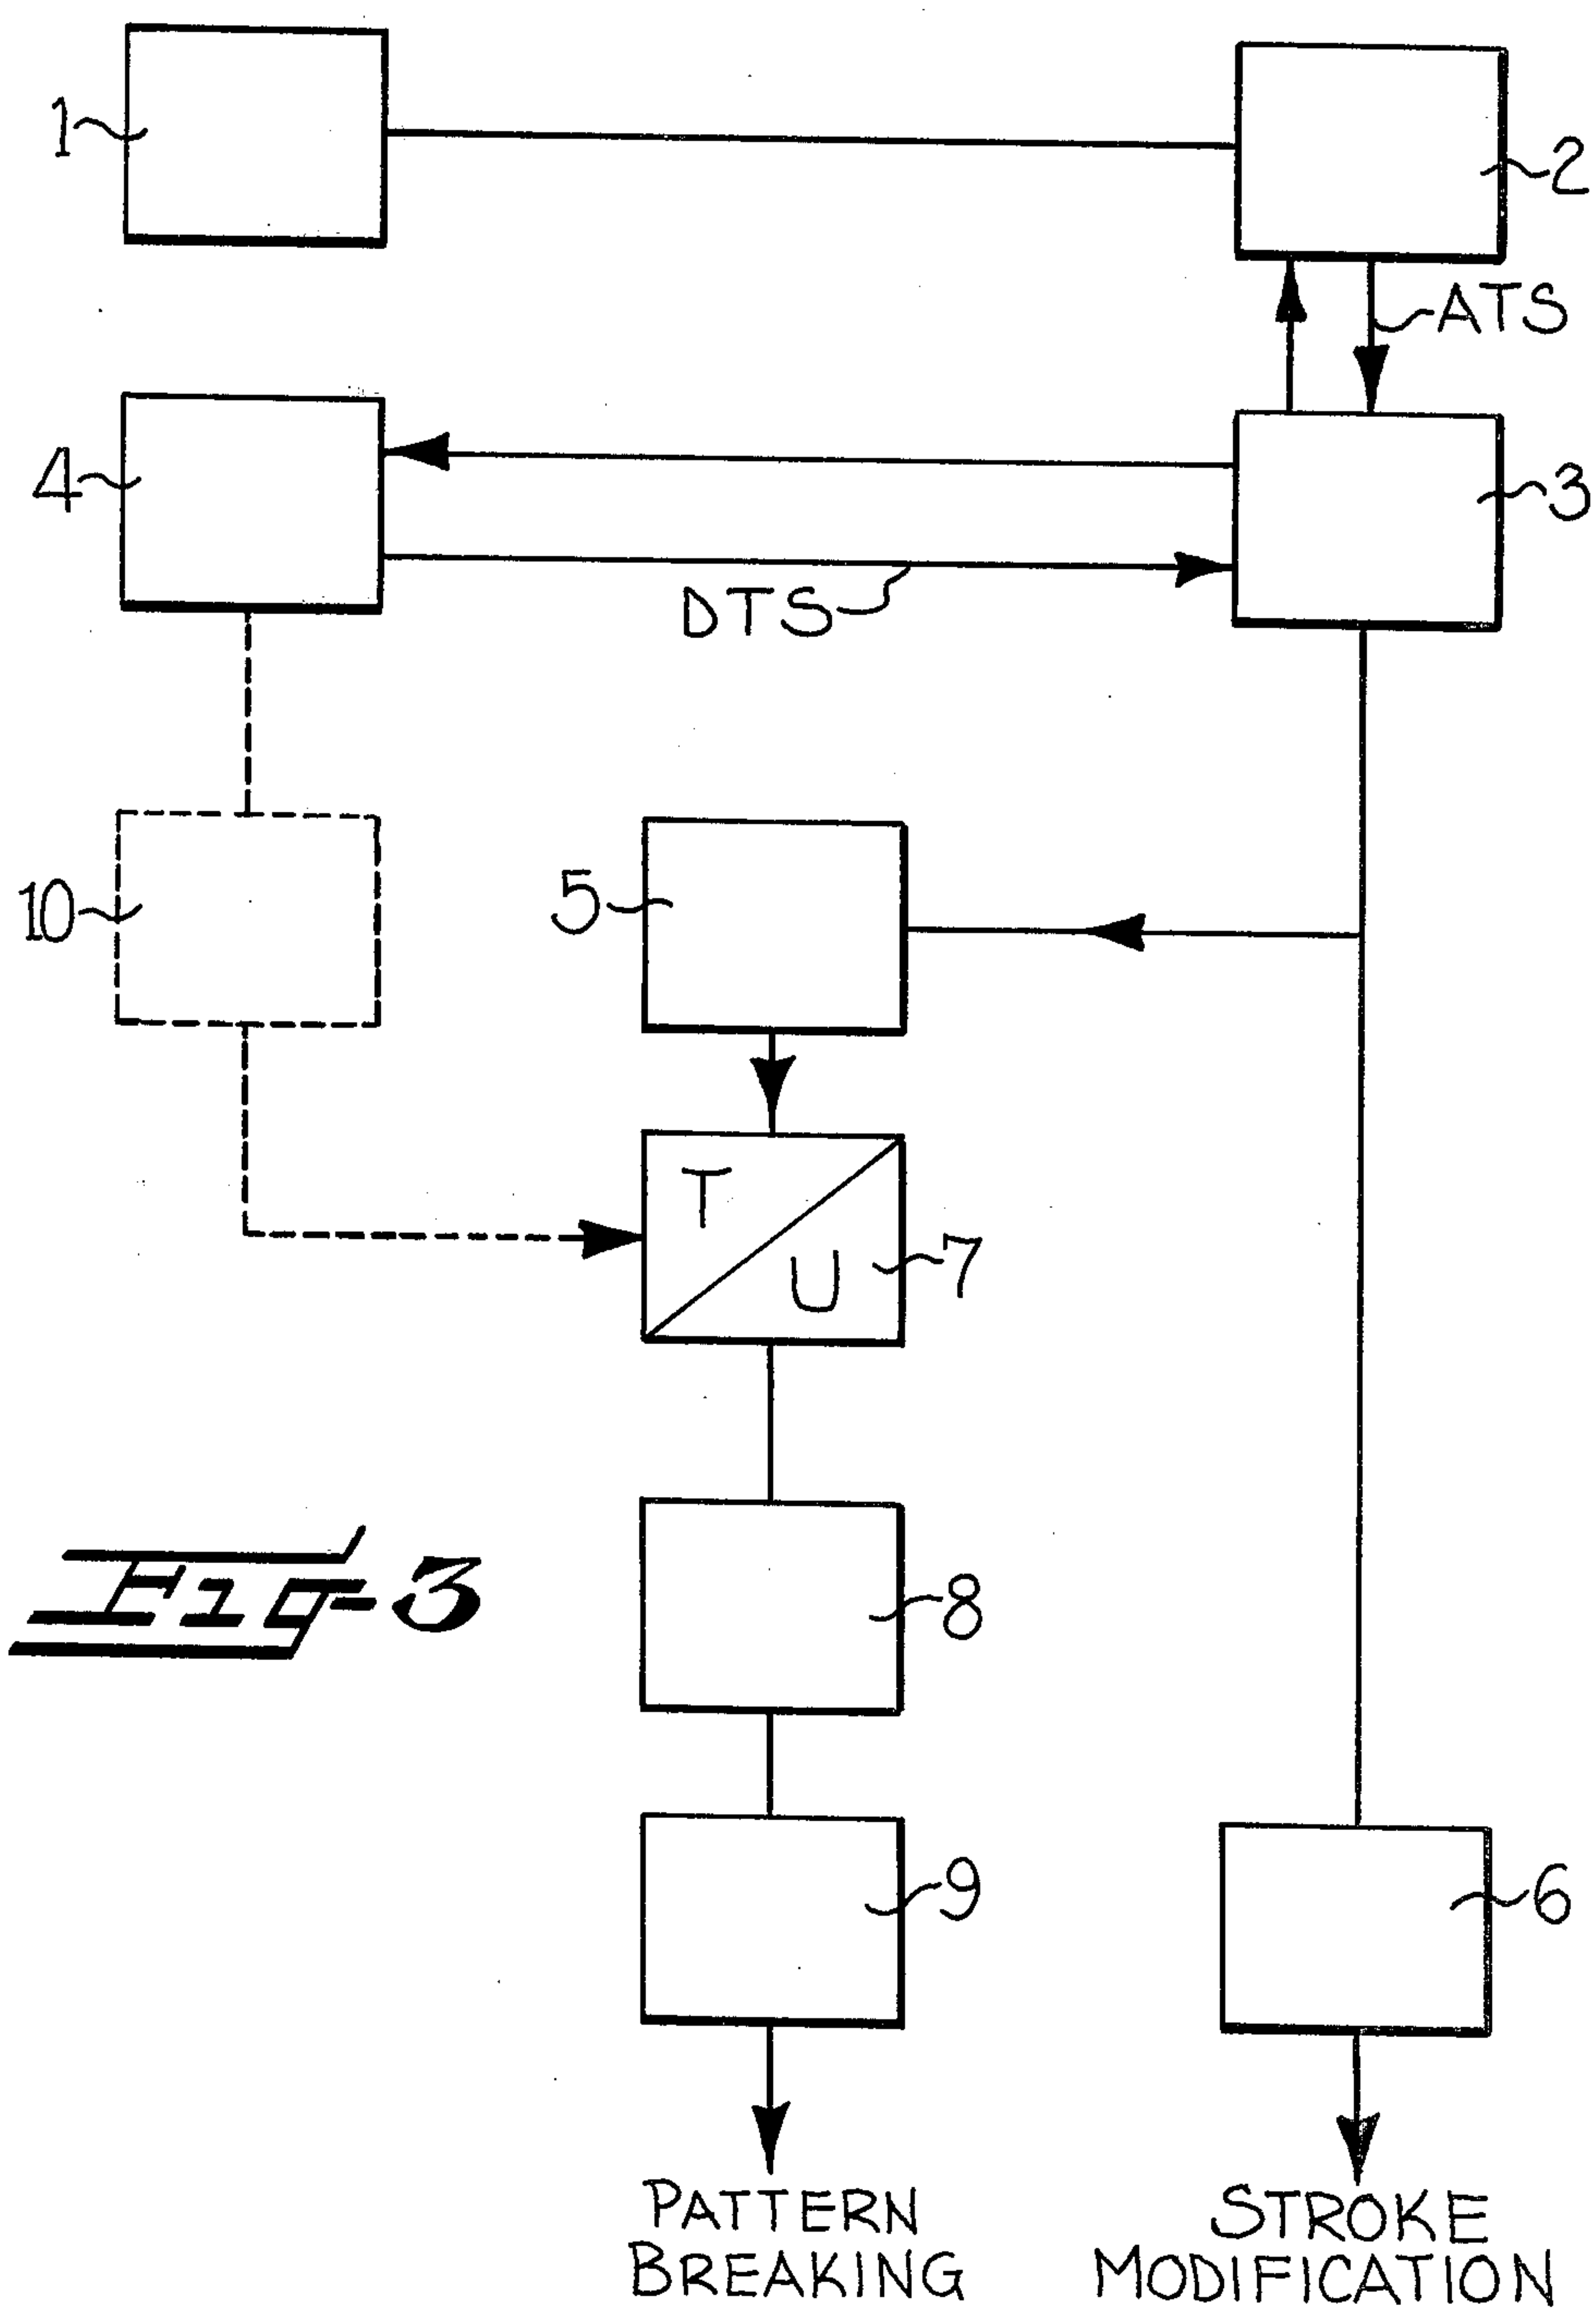 1
2
ATS
4
3
DTS
10
5
T
U
7
Fig-3
8
9
6
PATTERN
BREAKING
STROKE
MODIFICATION